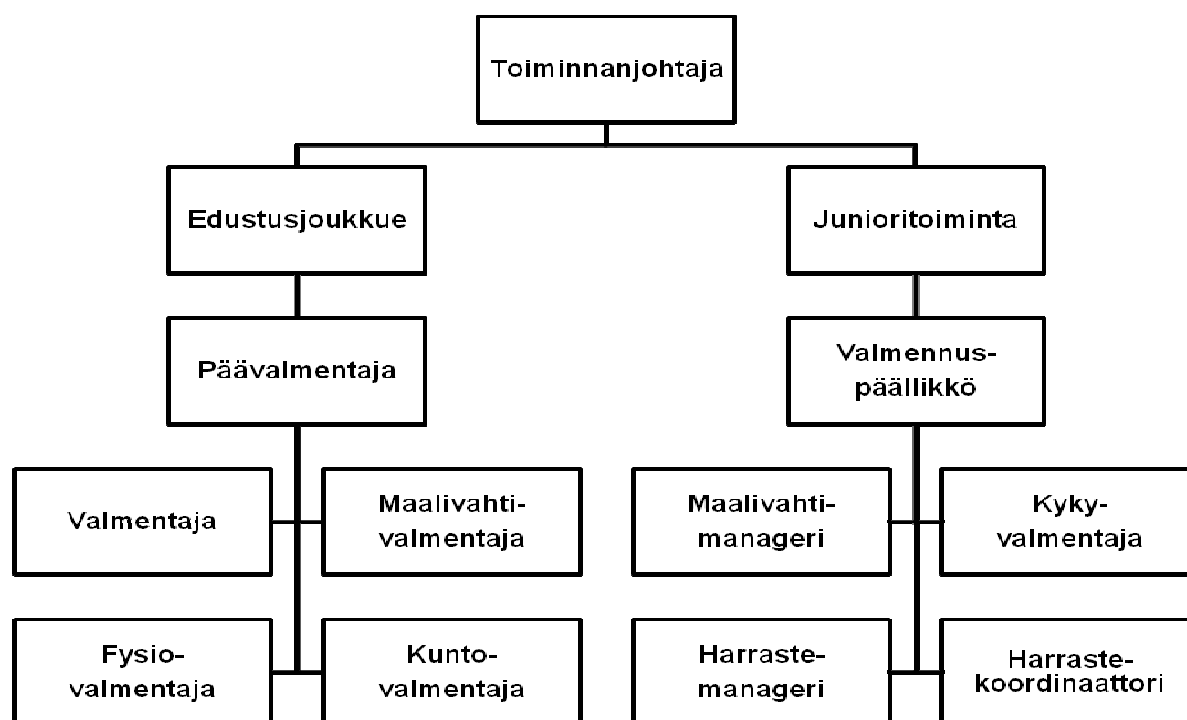 Toiminnanjohtaja
Edustusjoukkue
Junioritoiminta
Päävalmentaja
Valmennus-
päällikkö
Valmentaja
Maalivahti-
valmentaja
Maalivahti-
manageri
Kyky-
valmentaja
Fysio-
valmentaja
Kunto-
valmentaja
Harraste-
manageri
Harraste-
koordinaattori